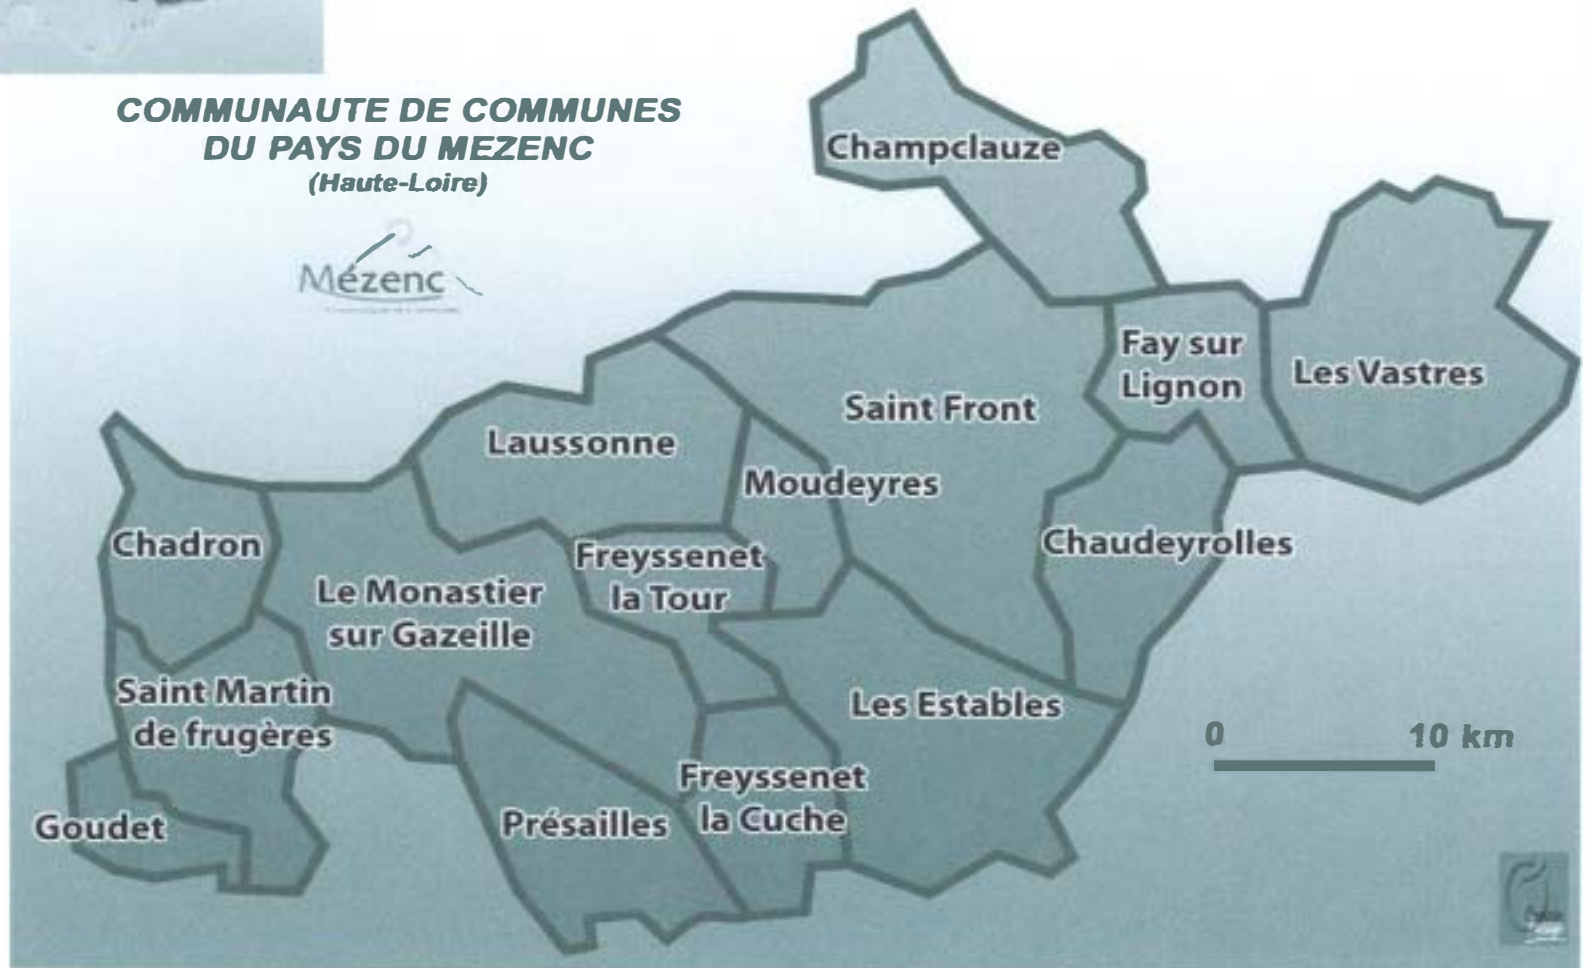 COMMUNAUTE DE COMMUNES
DU PAYS DU MEZENC
(Haute-Loire)
Mézenc
Champclauze
Fay sur
Lignon
Les Vastres
Saint Front
Laussonne
Moudeyres
Chadron
Freyssenet
la Tour
Chaudeyrolles
Le Monastier
sur Gazeille
Saint Martin
de frugères
Les Estables
0 10 km
Freyssenet
la Cuche
Présailles
Goudet